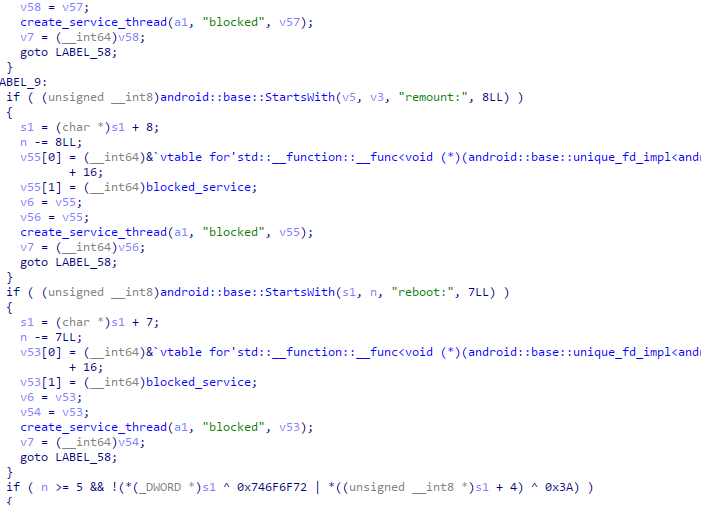 v58 = v57;
create_service_thread(a1, "blocked", v57);
v7 = (__int64)v58;
goto LABEL_58;
}
ABEL_9:
if ( (unsigned __int8)android::base::StartsWith(v5, v3, "remount:", 8LL) )
{
s1 = (char *)s1 + 8;
n -= 8LL;
v55[0] = (__int64)&`vtable for'std::__function::__func<void (*)(android::base::unique_fd_impl<and
+ 16;
v55[1] = (__int64)blocked_service;
v6 = v55;
v56 = v55;
create_service_thread(a1, "blocked", v55);
v7 = (__int64)v56;
goto LABEL_58;
}
if ( (unsigned __int8)android::base::StartsWith(s1, n, "reboot:", 7LL) )
{
s1 = (char *)s1 + 7;
n -= 7LL;
v53[0] = (__int64)&`vtable for'std::__function::__func<void (*)(android::base::unique_fd_impl<and
+ 16;
v53[1] = (__int64)blocked_service;
v6 = v53;
v54 = v53;
create_service_thread(a1, "blocked", v53);
v7 = (__int64)v54;
goto LABEL_58;
}
if ( n >= 5 && !(*(_DWORD *)s1 ^ 0x746F6F72 | *((unsigned __int8 *)s1 + 4) ^ 0x3A) )
{